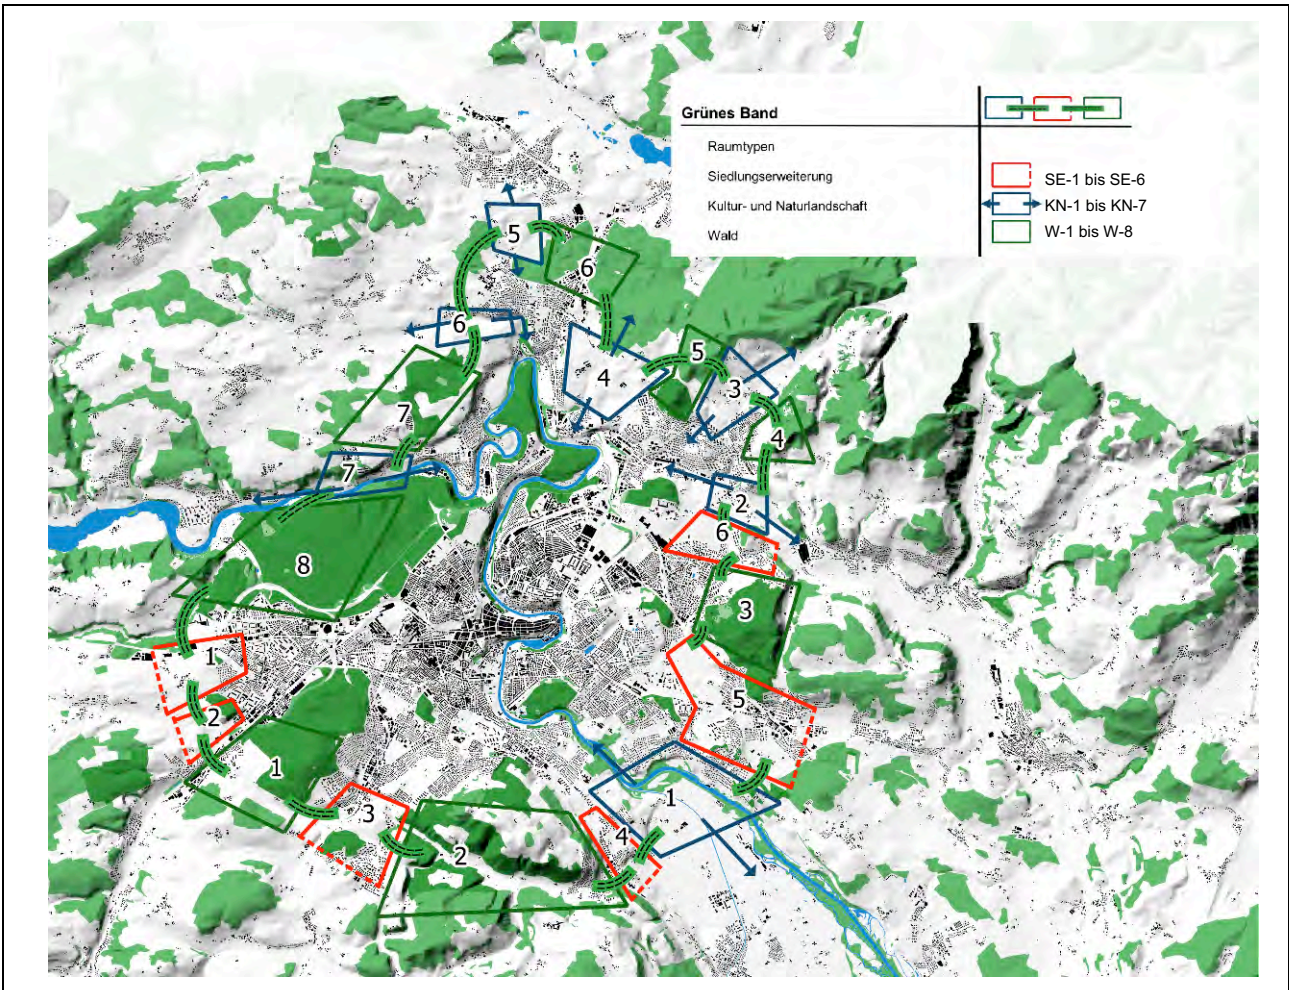 Grünes Band
Raumtypen
Siedlungserweiterung
SE-1 bis SE-6
Kultur- und Naturlandschaft
KN-1 bis KN-7
Wald
W-1 bis W-8
5
6
6
4
5
3
7
4
7
2
6
8
3
1
2
5
1
1
3
4
2